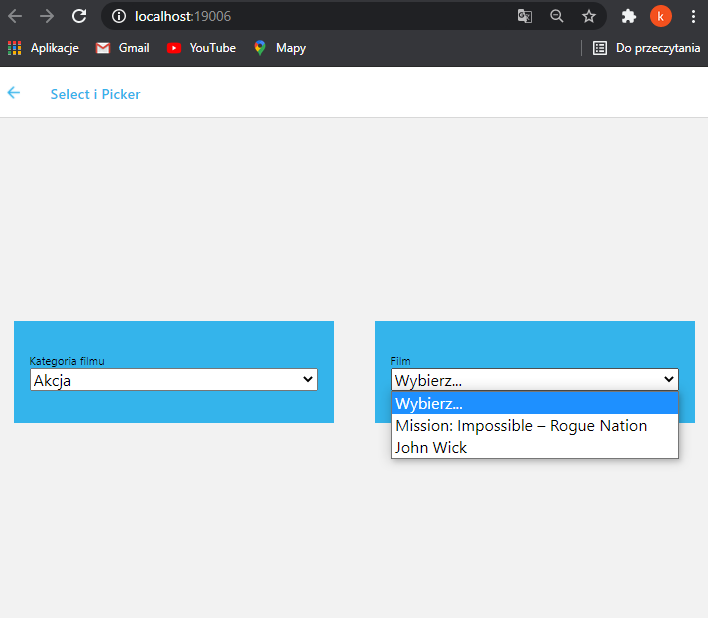 localhost:19006
k
Aplikacje Gmail YouTube Mapy Do przeczytania
Select i Picker
Kategoria filmu
Akcja
Film
Wybierz...
Wybierz...
Mission: Impossible – Rogue Nation
John Wick